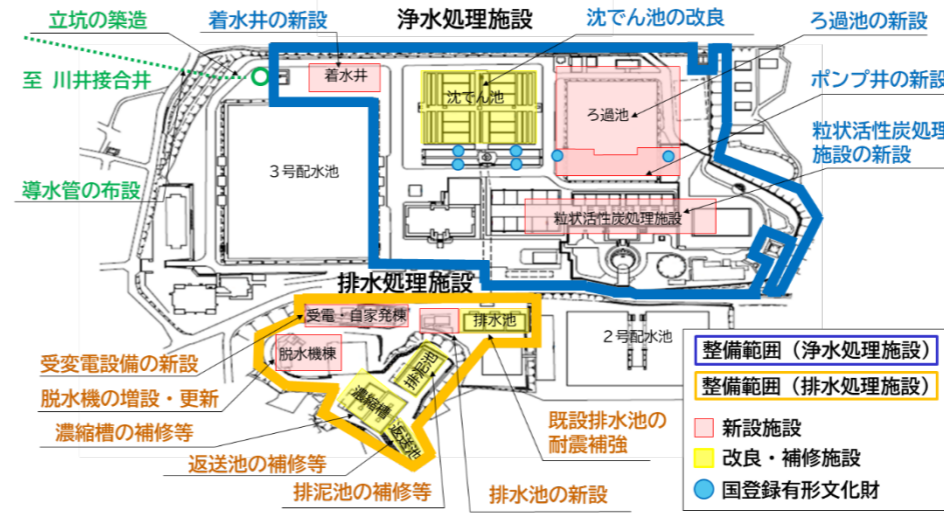 浄水処理施設
立坑の築造
着水井の新設
沈でん池の改良
ろ過池の新設
至 川井接合井
着水井
沈でん池
ろ過池
ポンプ井の新設
粒状活性炭処理
施設の新設
3号配水池
導水管の布設
粒状活性炭処理施設
排水処理施設
受電・自家発棟
排水池
2号配水池
脱水機棟
排泥池
濃縮槽
返送池
受変電設備の新設
脱水機の増設・更新
濃縮槽の補修等
返送池の補修等
排泥池の補修等
排水池の新設
既設排水池の
耐震補強
整備範囲（浄水処理施設）
整備範囲（排水処理施設）
新設施設
改良・補修施設
国登録有形文化財